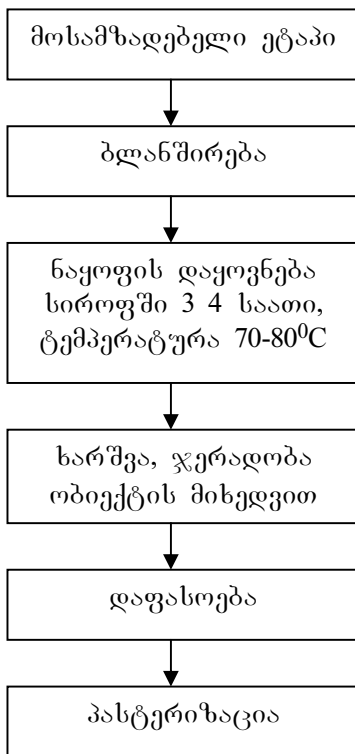 მოსამზადებელი ეტაპი
ბლანშირება
ნაყოფის დაყოვნება
სიროფში 3 4 საათი,
ტემპერატურა 70-80⁰C
ხარშვა, ჯერადობა
ობიექტის მიხედვით
დაფასოება
პასტერიზაცია